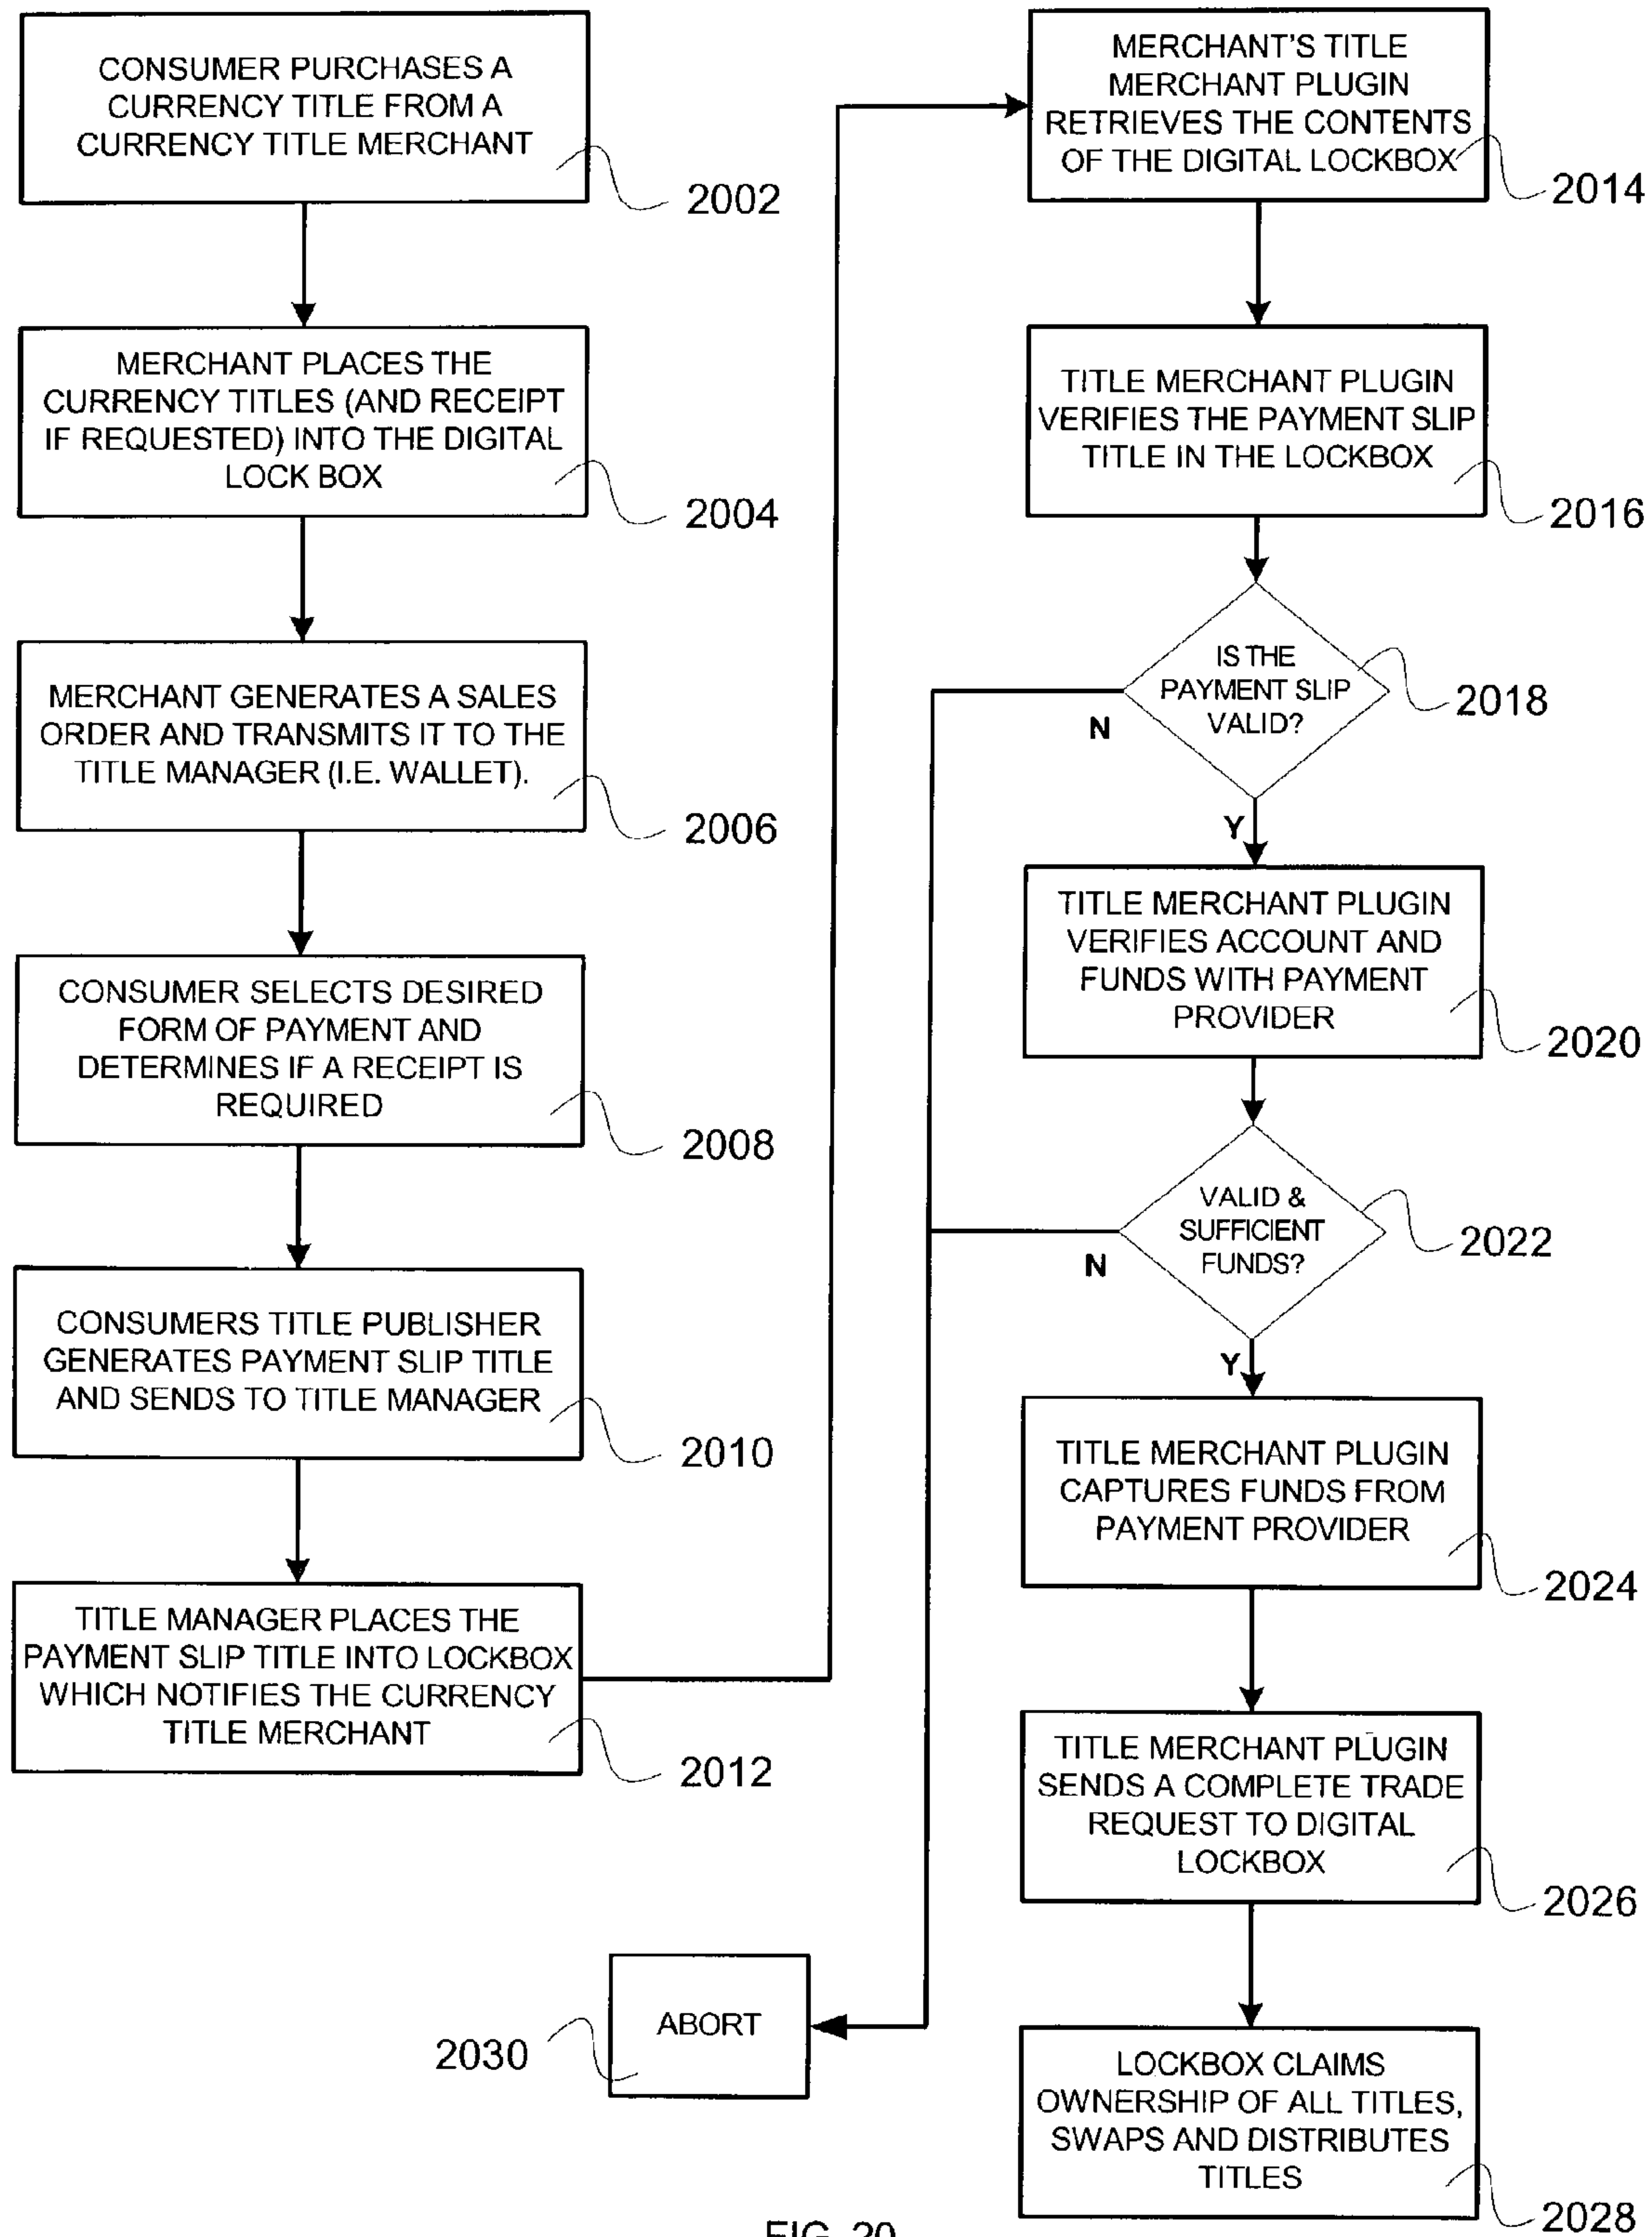 CONSUMER PURCHASES A
CURRENCY TITLE FROM A
CURRENCY TITLE MERCHANT
2002
MERCHANT PLACES THE
CURRENCY TITLES (AND RECEIPT
IF REQUESTED) INTO THE DIGITAL
LOCK BOX
2004
MERCHANT GENERATES A SALES
ORDER AND TRANSMITS IT TO THE
TITLE MANAGER (I.E. WALLET).
2006
CONSUMER SELECTS DESIRED
FORM OF PAYMENT AND
DETERMINES IF A RECEIPT IS
REQUIRED
2008
CONSUMERS TITLE PUBLISHER
GENERATES PAYMENT SLIP TITLE
AND SENDS TO TITLE MANAGER
2010
TITLE MANAGER PLACES THE
PAYMENT SLIP TITLE INTO LOCKBOX
WHICH NOTIFIES THE CURRENCY
TITLE MERCHANT
2012
MERCHANT'S TITLE
MERCHANT PLUGIN
RETRIEVES THE CONTENTS
OF THE DIGITAL LOCKBOX
2014
TITLE MERCHANT PLUGIN
VERIFIES THE PAYMENT SLIP
TITLE IN THE LOCKBOX
2016
IS THE
PAYMENT SLIP
VALID?
2018
N
Y
TITLE MERCHANT PLUGIN
VERIFIES ACCOUNT AND
FUNDS WITH PAYMENT
PROVIDER
2020
VALID &
SUFFICIENT
FUNDS?
2022
N
Y
TITLE MERCHANT PLUGIN
CAPTURES FUNDS FROM
PAYMENT PROVIDER
2024
TITLE MERCHANT PLUGIN
SENDS A COMPLETE TRADE
REQUEST TO DIGITAL
LOCKBOX
2026
LOCKBOX CLAIMS
OWNERSHIP OF ALL TITLES,
SWAPS AND DISTRIBUTES
TITLES
2028
ABORT
2030
FIG. 20